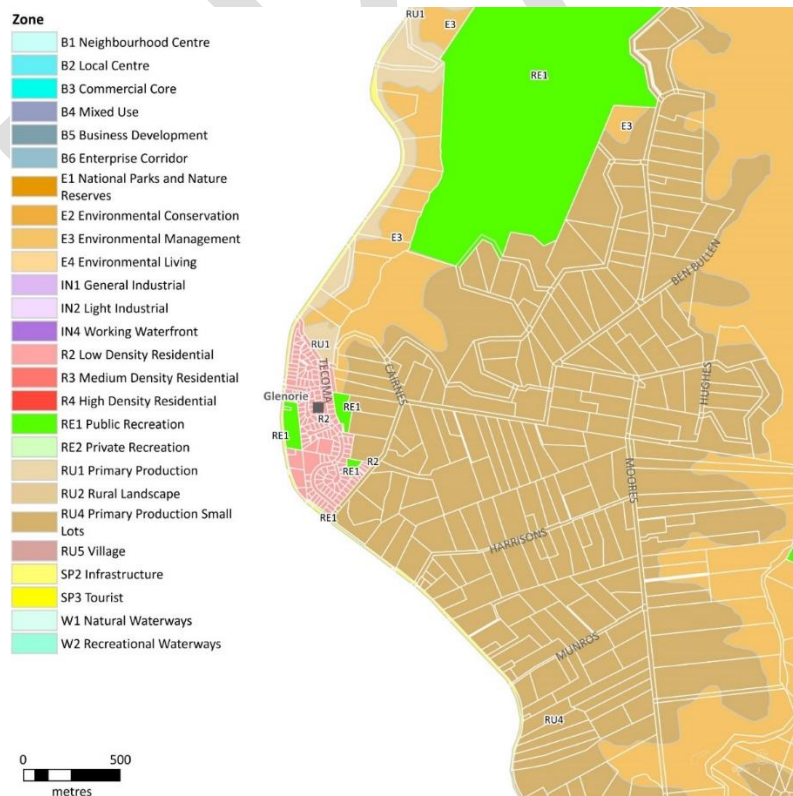 Zone
B1 Neighbourhood Centre
B2 Local Centre
B3 Commercial Core
B4 Mixed Use
B5 Business Development
B6 Enterprise Corridor
E1 National Parks and Nature
Reserves
E2 Environmental Conservation
E3 Environmental Management
E4 Environmental Living
IN1 General Industrial
IN2 Light Industrial
IN4 Working Waterfront
R2 Low Density Residential
R3 Medium Density Residential
R4 High Density Residential
RE1 Public Recreation
RE2 Private Recreation
RU1 Primary Production
RU2 Rural Landscape
RU4 Primary Production Small
Lots
RU5 Village
SP2 Infrastructure
SP3 Tourist
W1 Natural Waterways
W2 Recreational Waterways
0 500
metres
RU1
E3
RE1
E3
E3
BEN BULLEN
RU1
TECOMA
CAIRNES
HUGHES
Glenorie
RE1
R2
RE1
R2
RE1
MOORES
RE1
HARRISONS
MUNROS
RU4